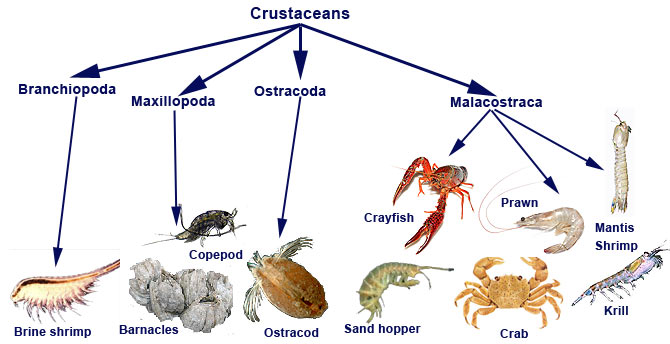 Crustaceans
Branchiopoda
Maxillopoda
Ostracoda
Malacostraca
Crayfish
Prawn
Mantis
Shrimp
Copepod
Brine shrimp
Barnacles
Ostracod
Sand hopper
Crab
Krill